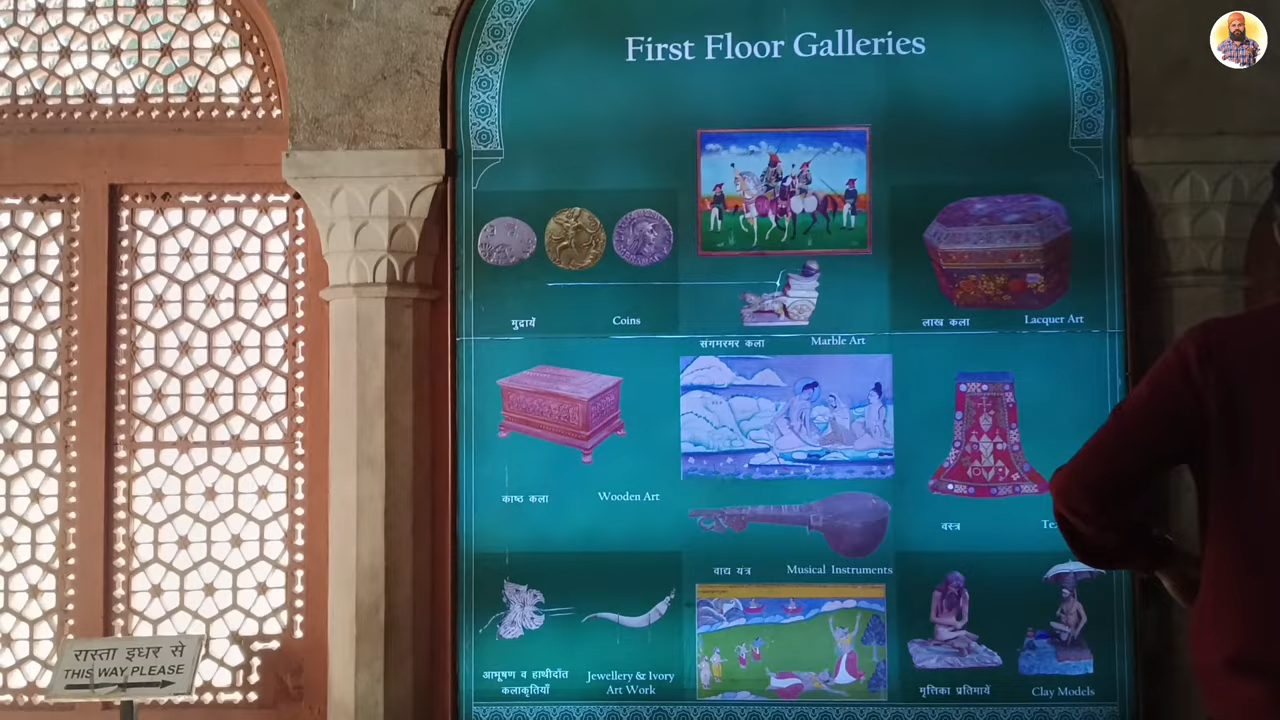 First Floor Galleries
मुद्रायें Coins
संगमरमर कला Marble Art
लाख कला Lacquer Art
काष्ठ कला Wooden Art
वाद्य यंत्र Musical Instruments
वस्त्र
आभूषण व हाथीदाँत
कलाकृतियाँ
Jewellery & Ivory
Art Work
मृत्तिका प्रतिमायें Clay Models
रास्ता इधर से
THIS WAY PLEASE